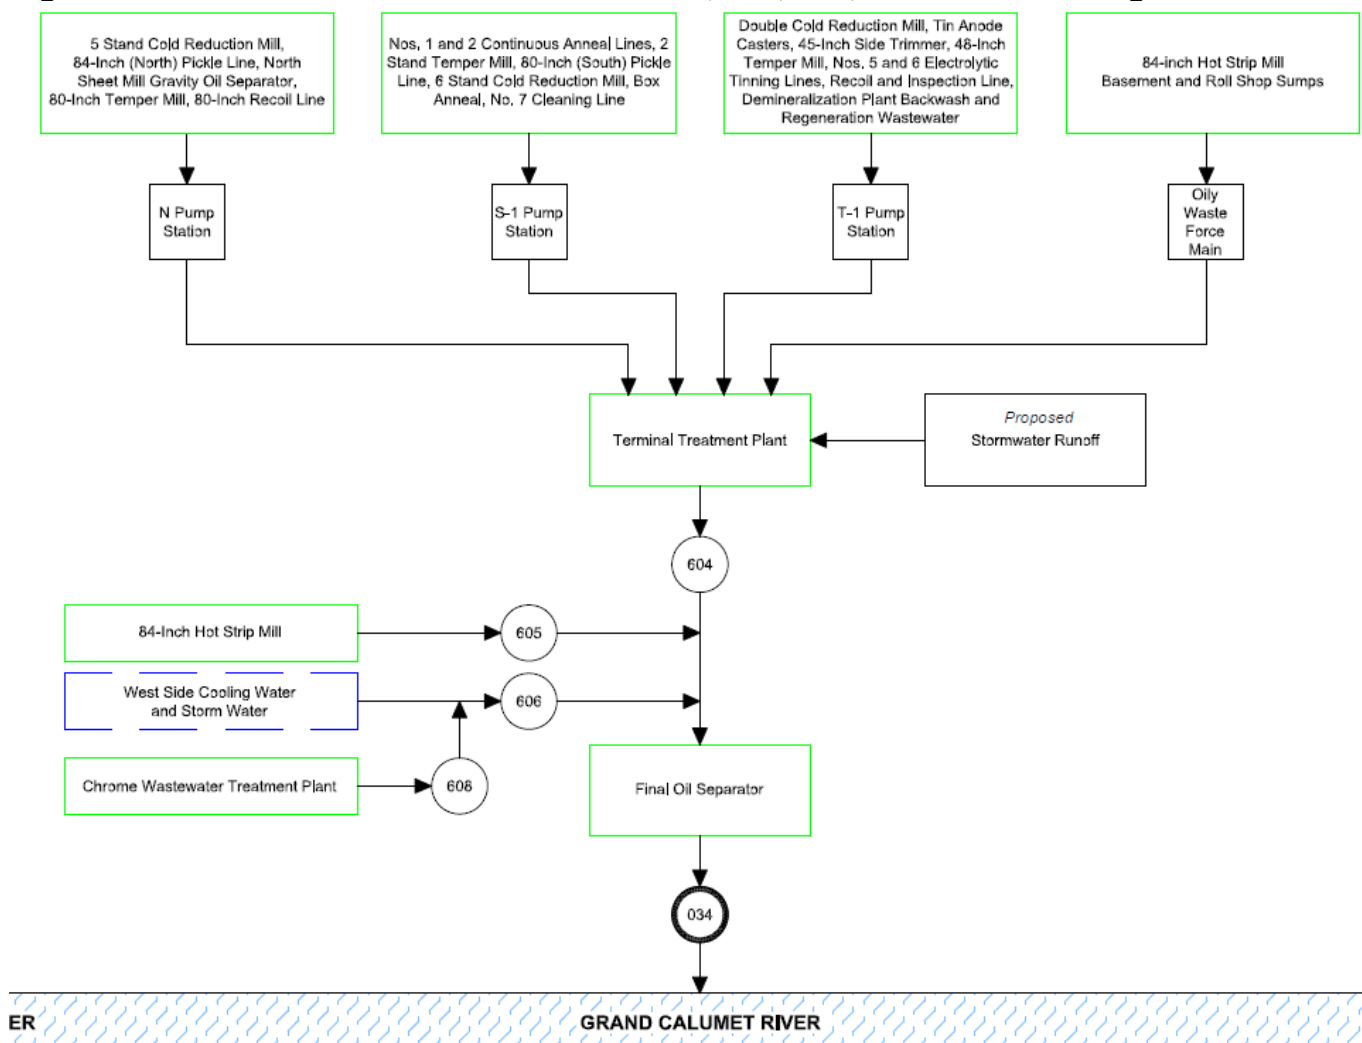 5 Stand Cold Reduction Mill,
84-Inch (North) Pickle Line, North
Sheet Mill Gravity Oil Separator,
80-Inch Temper Mill, 80-Inch Recoil Line
Nos, 1 and 2 Continuous Anneal Lines, 2
Stand Temper Mill, 80-Inch (South) Pickle
Line, 6 Stand Cold Reduction Mill, Box
Anneal, No. 7 Cleaning Line
Double Cold Reduction Mill, Tin Anode
Casters, 45-Inch Side Trimmer, 48-Inch
Temper Mill, Nos. 5 and 6 Electrolytic
Tinning Lines, Recoil and Inspection Line,
Demineralization Plant Backwash and
Regeneration Wastewater
84-inch Hot Strip Mill
Basement and Roll Shop Sumps
N Pump
Station
S-1 Pump
Station
T-1 Pump
Station
Oily
Waste
Force
Main
Terminal Treatment Plant
Proposed
Stormwater Runoff
604
84-Inch Hot Strip Mill
605
West Side Cooling Water
and Storm Water
606
Chrome Wastewater Treatment Plant
608
Final Oil Separator
034
ER
GRAND CALUMET RIVER